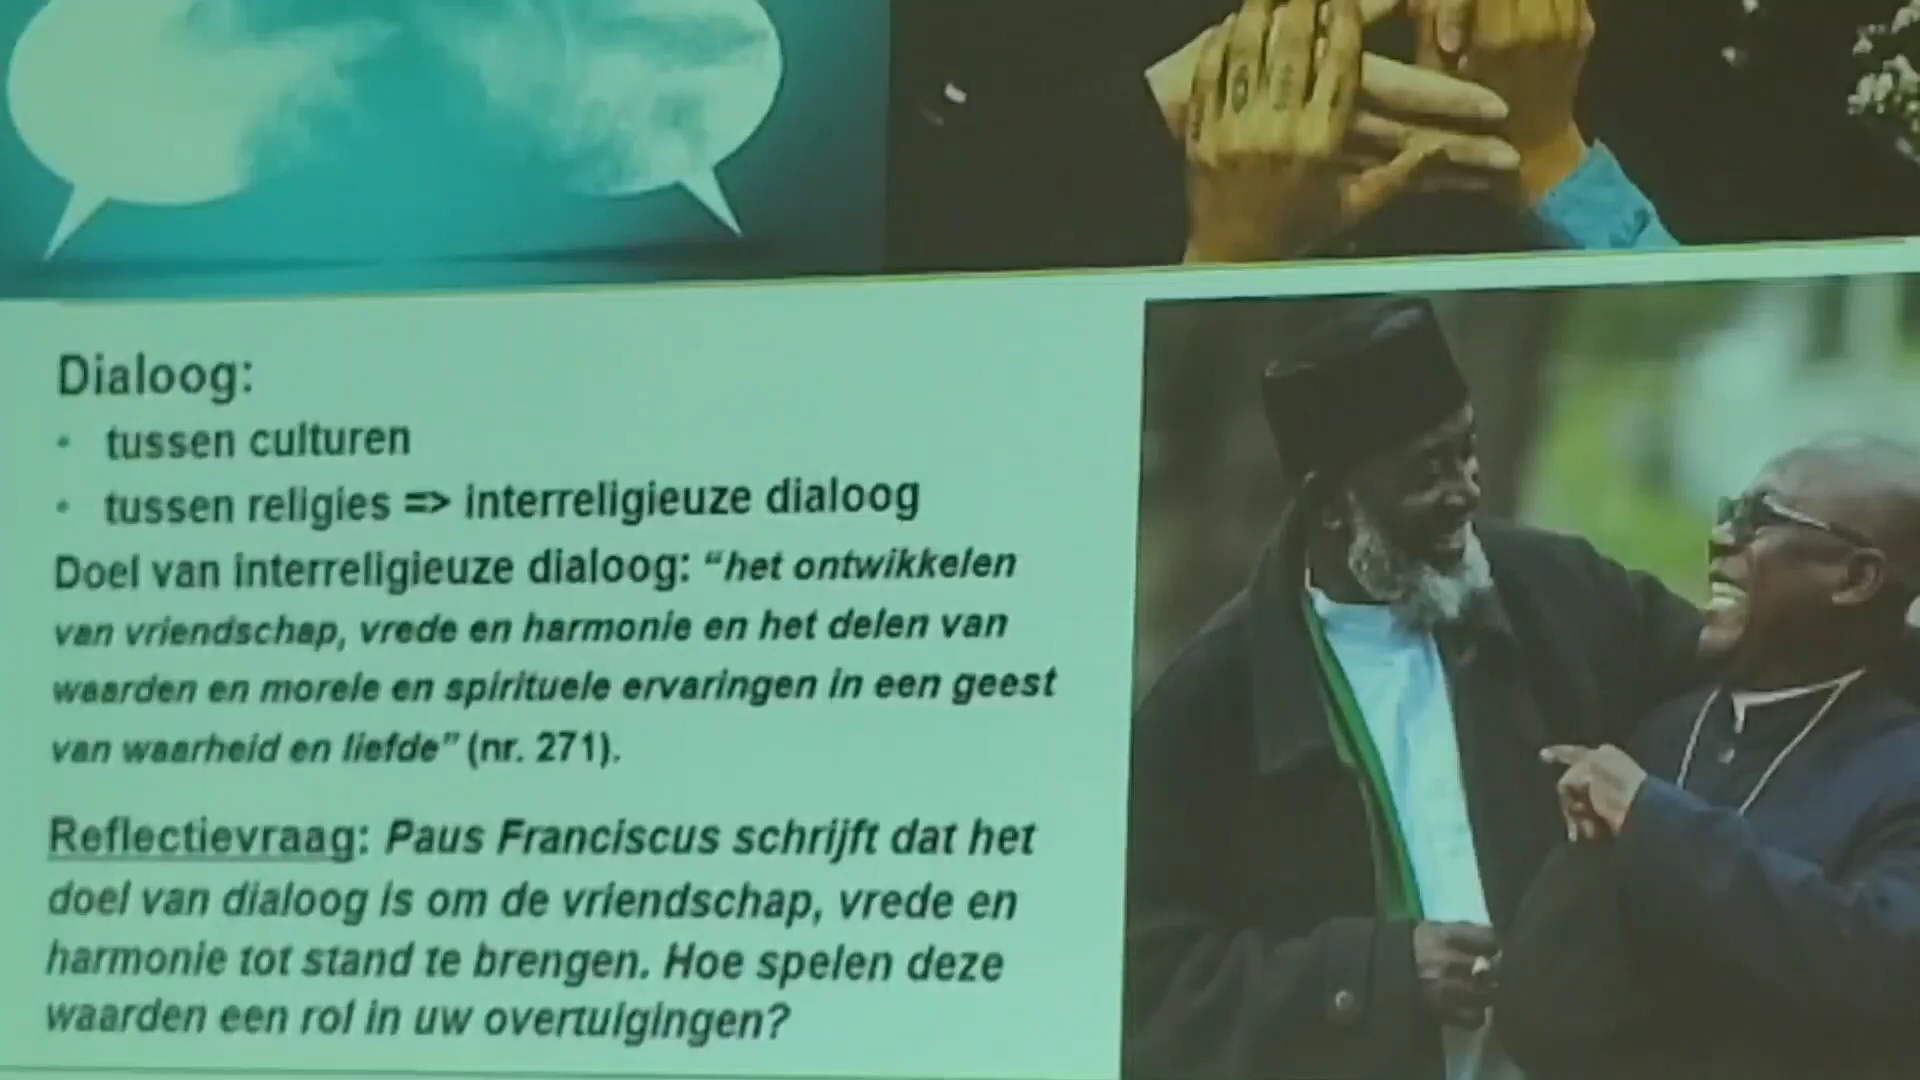 Dialoog:
• tussen culturen
• tussen religies => interreligieuze dialoog
Doel van interreligieuze dialoog: “het ontwikkelen
van vriendschap, vrede en harmonie en het delen van
waarden en morele en spirituele ervaringen in een geest
van waarheid en liefde” (nr. 271).
Reflectievraag: Paus Franciscus schrijft dat het
doel van dialoog is om de vriendschap, vrede en
harmonie tot stand te brengen. Hoe spelen deze
waarden een rol in uw overtuigingen?